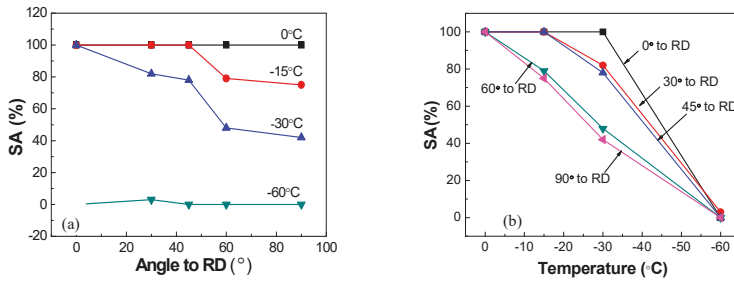 120
100
80
60
40
20
0
-20
0°C
-15°C
-30°C
-60°C
(a)
0 20 40 60 80 100
Angle to RD (°)
SA (%)
100
80
60
40
20
0
0° to RD
30° to RD
45° to RD
60° to RD
90° to RD
(b)
0 -10 -20 -30 -40 -50 -60
Temperature (°C)
SA(%)